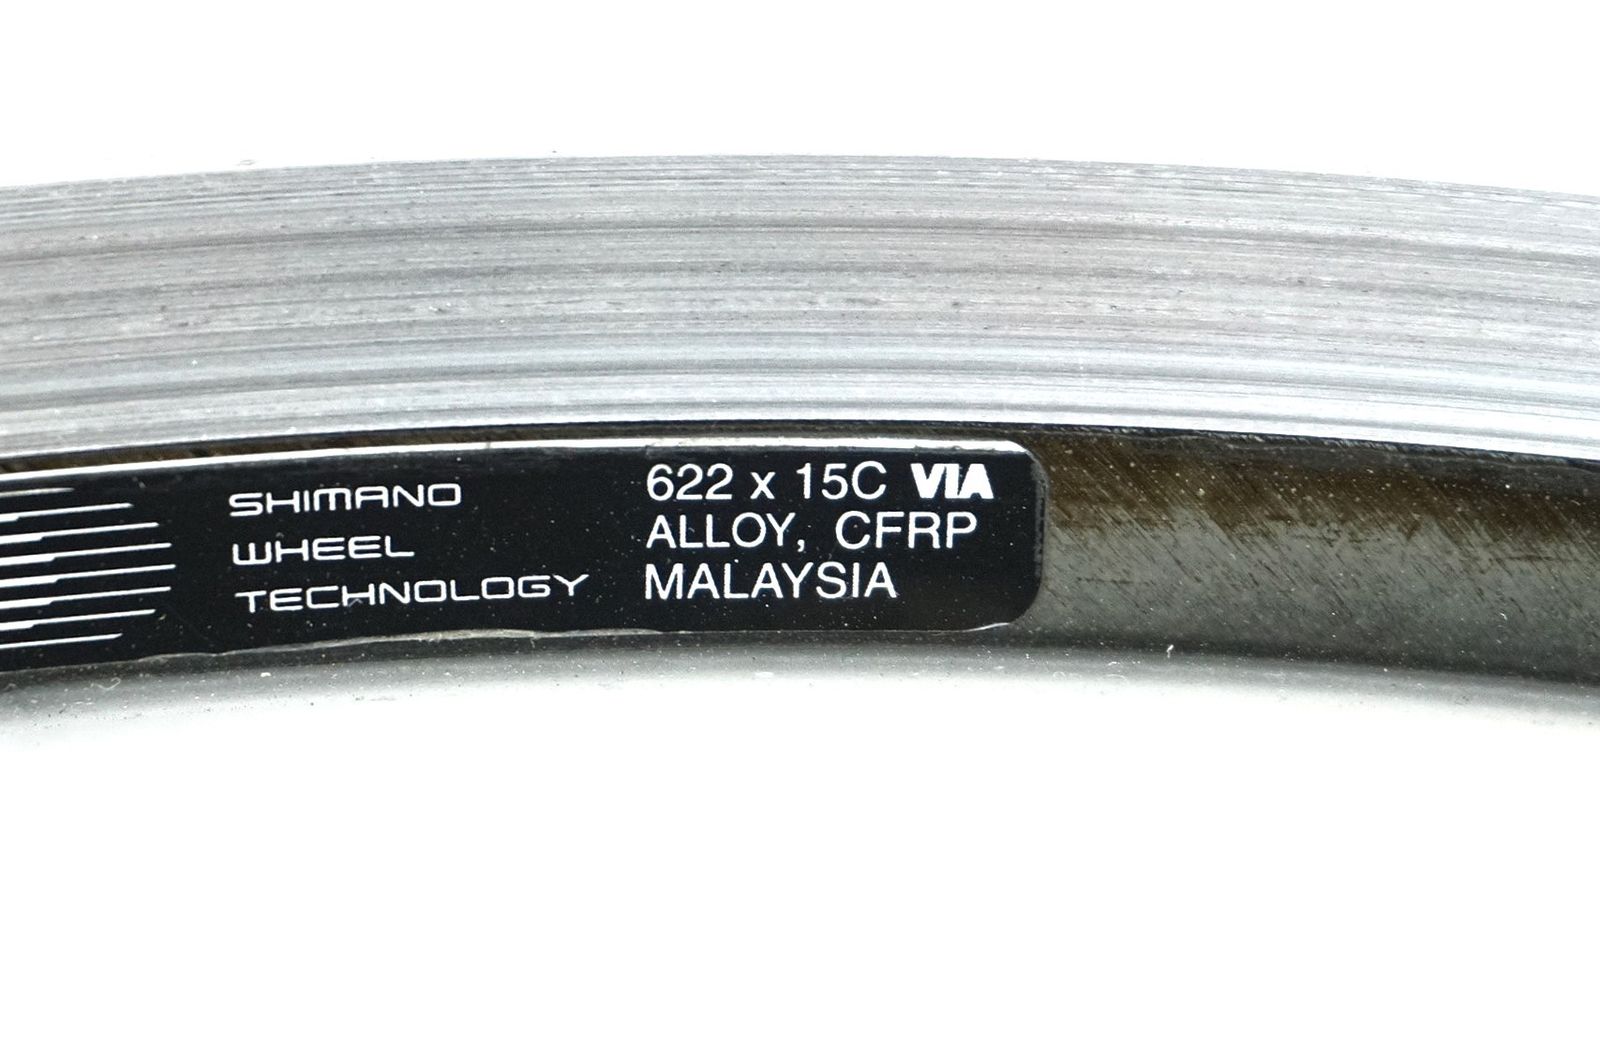 SHIMANO
WHEEL
TECHNOLOGY
622 x 15C VIA
ALLOY, CFRP
MALAYSIA